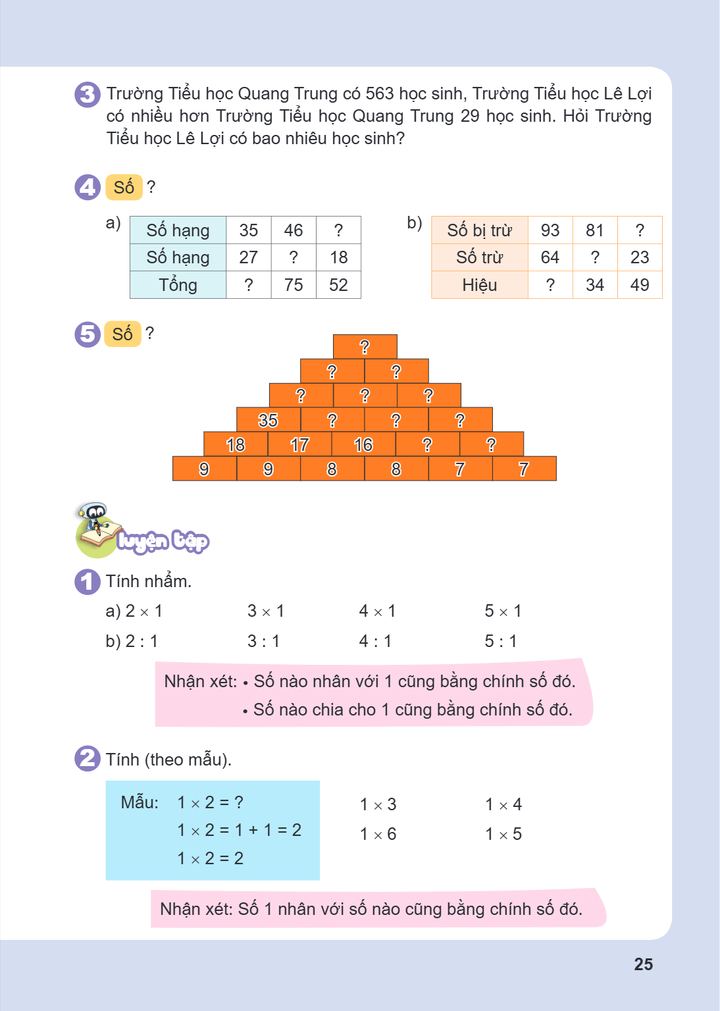 3 Trường Tiểu học Quang Trung có 563 học sinh, Trường Tiểu học Lê Lợi
có nhiều hơn Trường Tiểu học Quang Trung 29 học sinh. Hỏi Trường
Tiểu học Lê Lợi có bao nhiêu học sinh?
4 Số ?
a)
Số hạng 35 46 ?
Số hạng 27 ? 18
Tổng ? 75 52
b)
Số bị trừ 93 81 ?
Số trừ 64 ? 23
Hiệu ? 34 49
5 Số ?
?
? ?
? ? ?
35 ? ? ?
18 17 16 ? ?
9 9 8 8 7 7
luyện tập
1 Tính nhẩm.
a) 2 × 1 3 × 1 4 × 1 5 × 1
b) 2 : 1 3 : 1 4 : 1 5 : 1
Nhận xét: • Số nào nhân với 1 cũng bằng chính số đó.
• Số nào chia cho 1 cũng bằng chính số đó.
2 Tính (theo mẫu).
Mẫu: 1 × 2 = ?
1 × 2 = 1 + 1 = 2
1 × 2 = 2
1 × 3 1 × 4
1 × 6 1 × 5
Nhận xét: Số 1 nhân với số nào cũng bằng chính số đó.
25